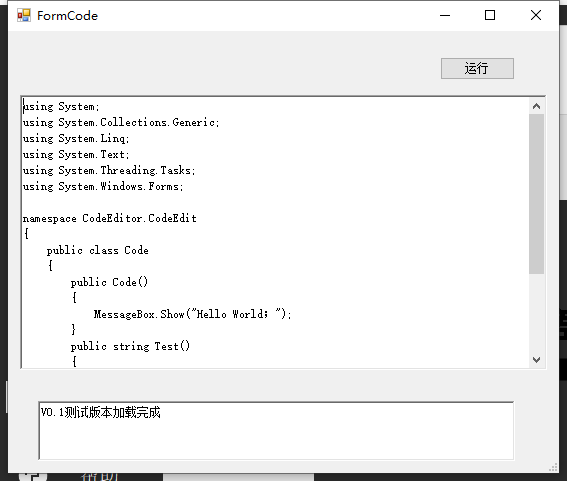 FormCode
运行
using System;
using System.Collections.Generic;
using System.Linq;
using System.Text;
using System.Threading.Tasks;
using System.Windows.Forms;
namespace CodeEditor.CodeEdit
{
public class Code
{
public Code()
{
MessageBox.Show("Hello World；");
}
public string Test()
{
V0.1测试版本加载完成
帮助